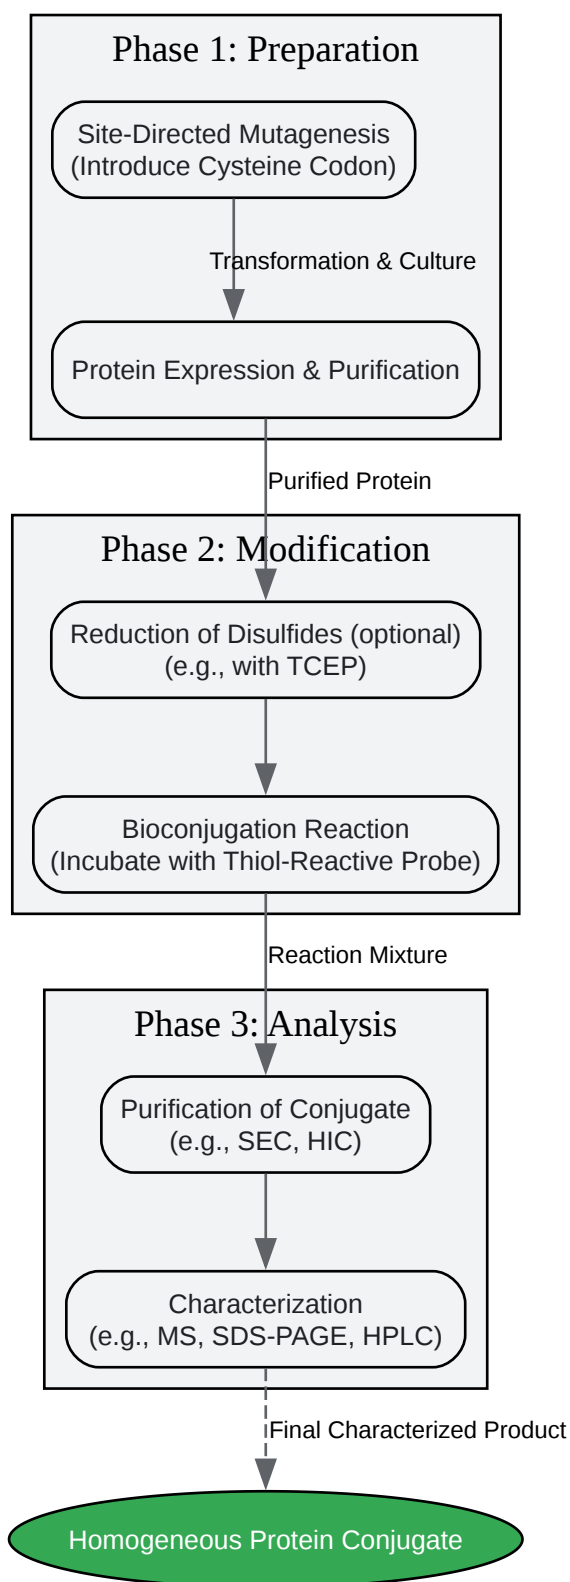 Phase 1: Preparation
Site-Directed Mutagenesis
(Introduce Cysteine Codon)
Transformation & Culture
Protein Expression & Purification
Purified Protein
Phase 2: Modification
Reduction of Disulfides (optional)
(e.g., with TCEP)
Bioconjugation Reaction
(Incubate with Thiol-Reactive Probe)
Reaction Mixture
Phase 3: Analysis
Purification of Conjugate
(e.g., SEC, HIC)
Characterization
(e.g., MS, SDS-PAGE, HPLC)
Final Characterized Product
Homogeneous Protein Conjugate